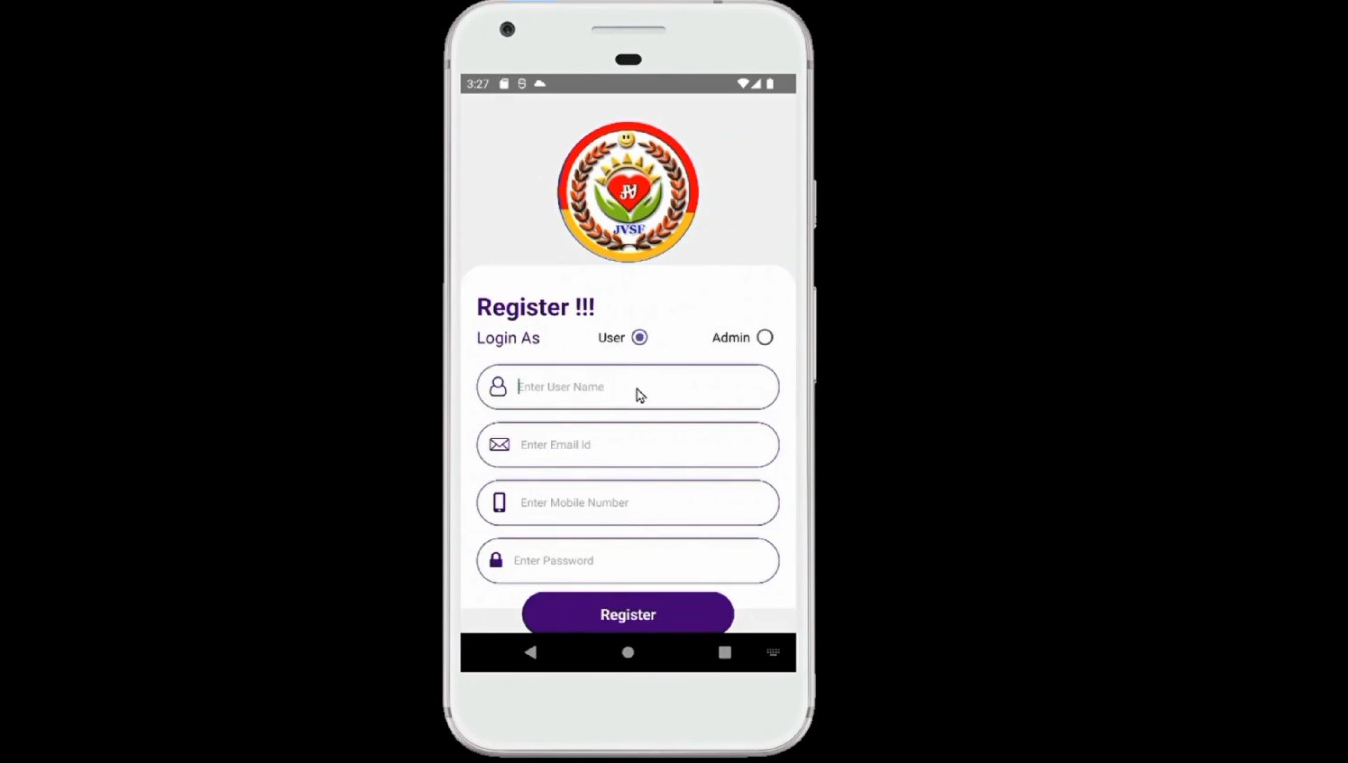 3:27
JVSF
Register !!!
Login As User Admin
Enter User Name
Enter Email id
Enter Mobile Number
Enter Password
Register